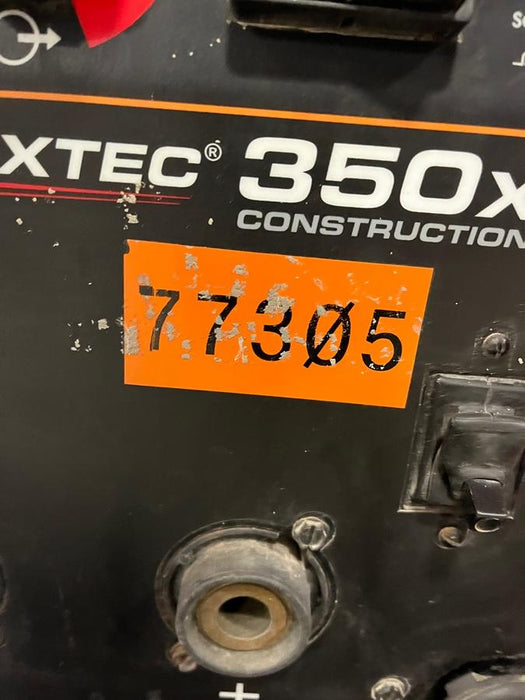 XTEC® 350x
CONSTRUCTION
77305
+